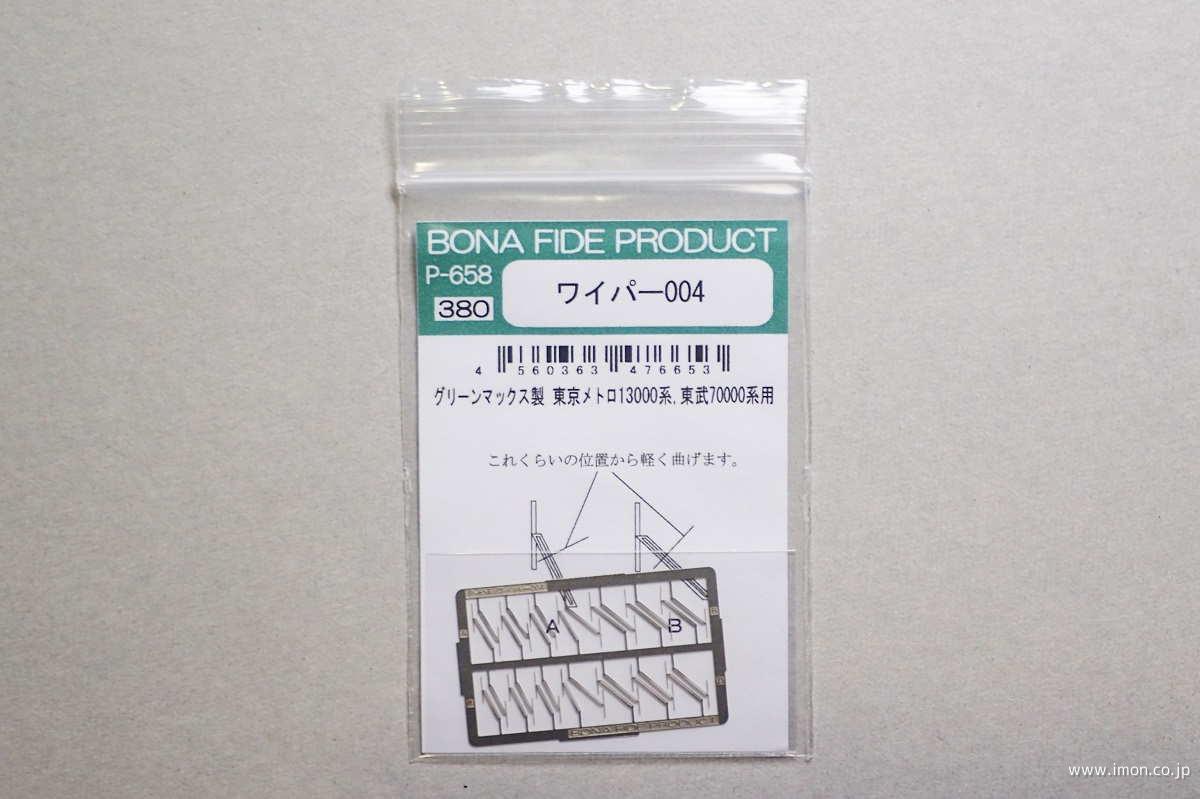 BONA FIDE PRODUCT
P-658
380
ワイパー004
4 560363 476653
グリーンマックス製 東京メトロ13000系,東武70000系用
これくらいの位置から軽く曲げます。
A B
BONA FIDE PRODUCT
www.imon.co.jp